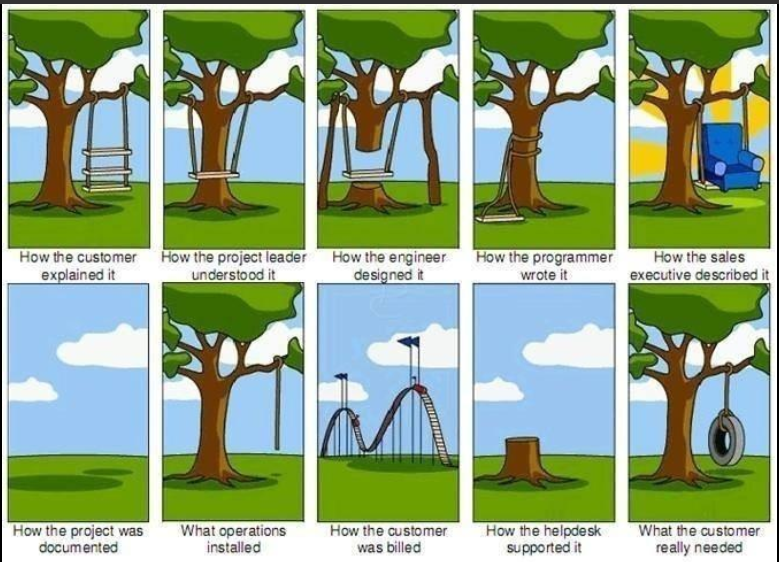 How the customer
explained it
How the project leader
understood it
How the engineer
designed it
How the programmer
wrote it
How the sales
executive described it
How the project was
documented
What operations
installed
How the customer
was billed
How the helpdesk
supported it
What the customer
really needed